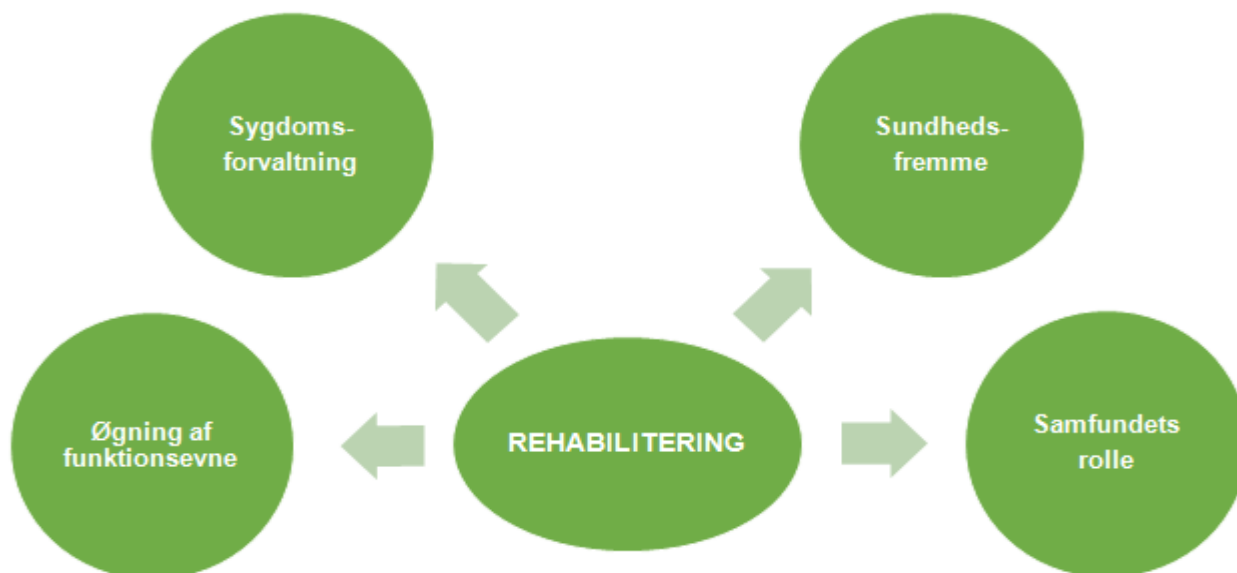 Sygdoms-
forvaltning
Sundheds-
fremme
Øgning af
funktionsevne
REHABILITERING
Samfundets
rolle